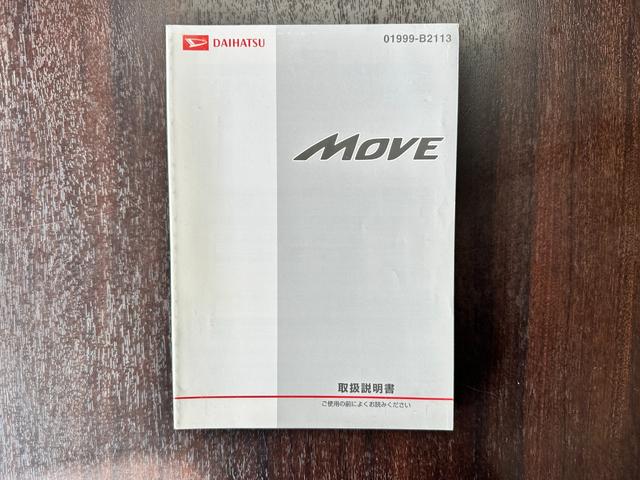 DAIHATSU 01999-B2113
MOVE
取扱説明書
ご使用の前によくお読みください